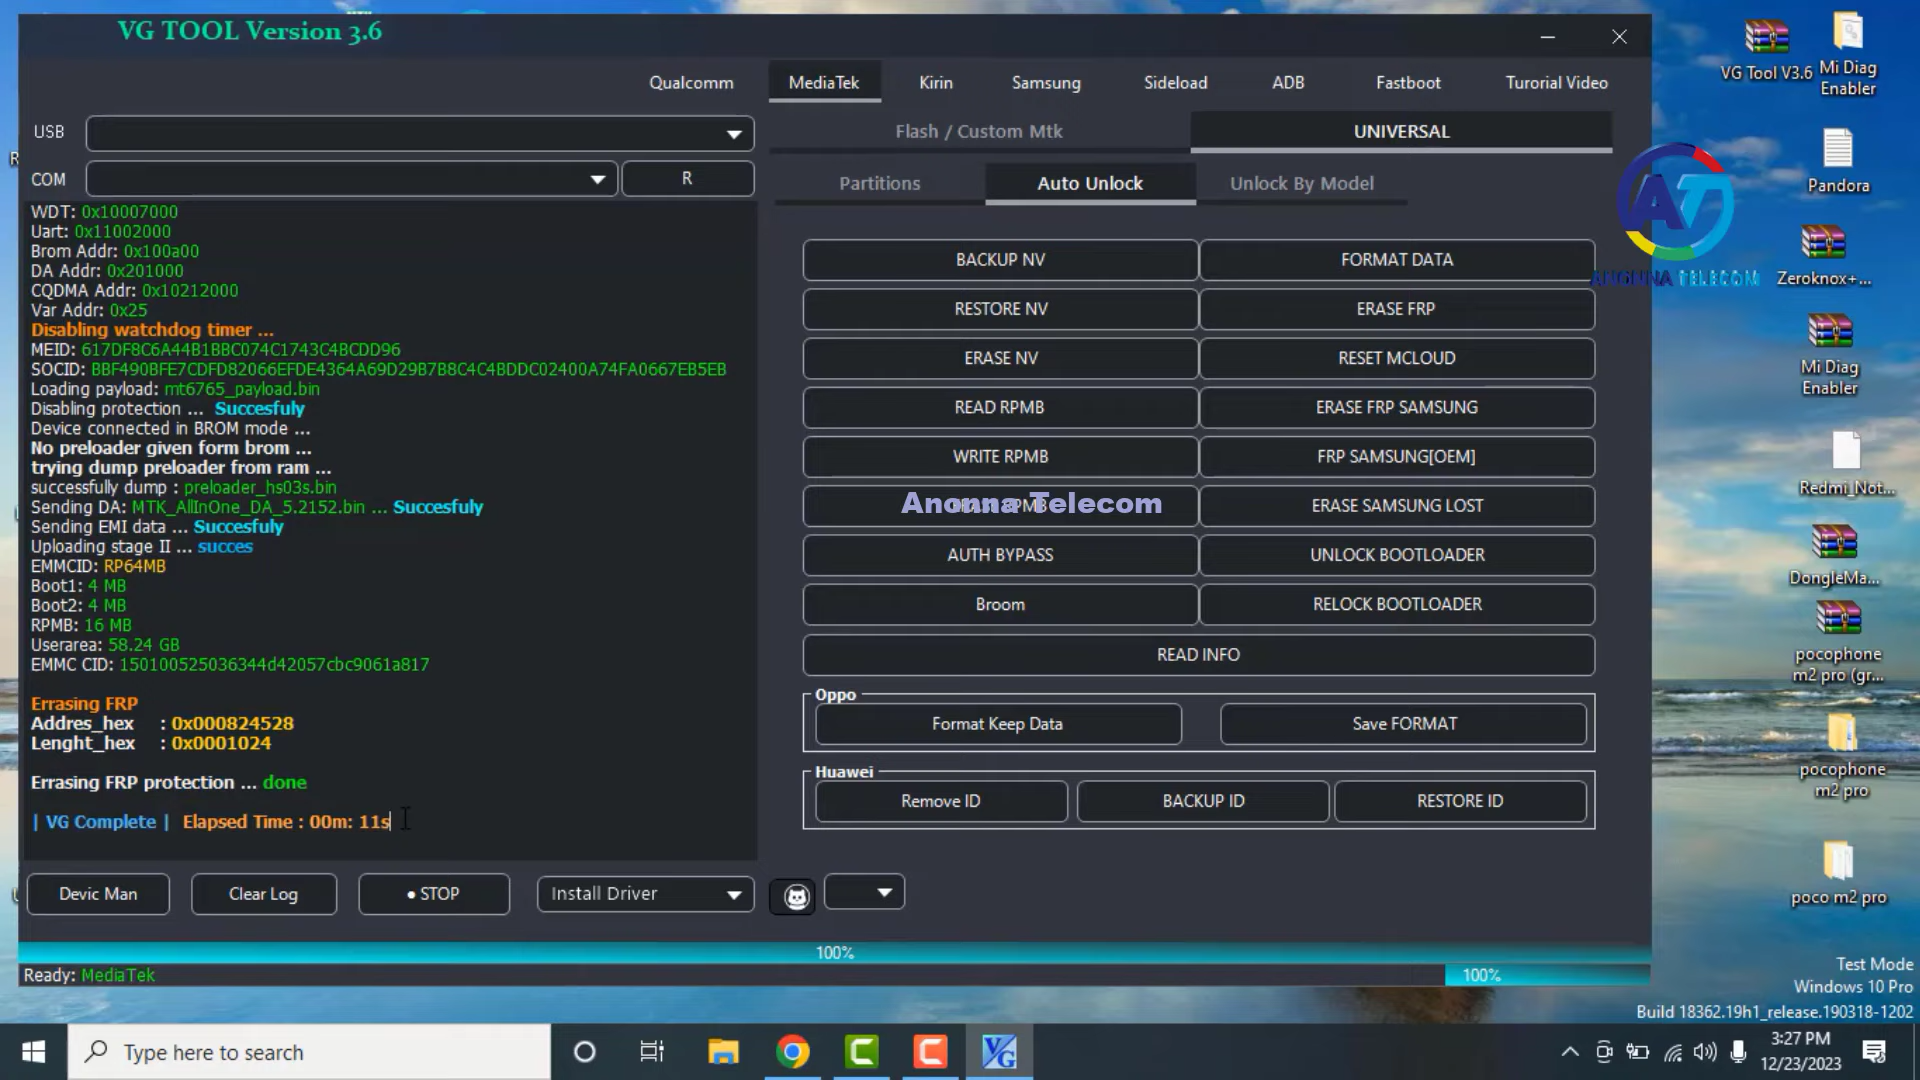 VG TOOL Version 3.6
Qualcomm
MediaTek
Kirin
Samsung
Sideload
ADB
Fastboot
Turorial Video
USB
Flash / Custom Mtk
UNIVERSAL
COM
R
Partitions
Auto Unlock
Unlock By Model
WDT: 0x10007000
Uart: 0x11002000
Brom Addr: 0x100a00
DA Addr: 0x201000
CQDMA Addr: 0x10212000
Var Addr: 0x25
Disabling watchdog timer ...
MEID: 617DF8C6A44B1BBC074C1743C4BCDD96
SOCID: BBF490BFE7CDFD82066EFDE4364A69D29B7B8C4C4BDDC02400A74FA0667EB5EB
Loading payload: mt6765_payload.bin
Disabling protection ... Succesfuly
Device connected in BROM mode ...
No preloader given form brom ...
trying dump preloader from ram ...
successfully dump : preloader_hs03s.bin
Sending DA: MTK_AllInOne_DA_5.2152.bin ... Succesfuly
Sending EMI data ... Succesfuly
Uploading stage II ... succes
EMMCID: RP64MB
Boot1: 4 MB
Boot2: 4 MB
RPMB: 16 MB
Userarea: 58.24 GB
EMMC CID: 150100525036344d42057cbc9061a817
Errasing FRP
Addres_hex : 0x000824528
Lenght_hex : 0x0001024
Errasing FRP protection ... done
| VG Complete | Elapsed Time : 00m: 11s
BACKUP NV
FORMAT DATA
RESTORE NV
ERASE FRP
ERASE NV
RESET MCLOUD
READ RPMB
ERASE FRP SAMSUNG
WRITE RPMB
FRP SAMSUNG[OEM]
Anonna Telecom
ERASE SAMSUNG LOST
AUTH BYPASS
UNLOCK BOOTLOADER
Broom
RELOCK BOOTLOADER
READ INFO
Oppo
Format Keep Data
Save FORMAT
Huawei
Remove ID
BACKUP ID
RESTORE ID
Devic Man
Clear Log
● STOP
Install Driver
100%
Ready: MediaTek
100%
VG Tool V3.6
Mi Diag
Enabler
Pandora
AT
ANONNA TELECOM
Zeroknox+...
Mi Diag
Enabler
Redmi_Not...
DongleMa...
pocophone
m2 pro (gr...
pocophone
m2 pro
poco m2 pro
Test Mode
Windows 10 Pro
Build 18362.19h1_release.190318-1202
Type here to search
VG
3:27 PM
12/23/2023